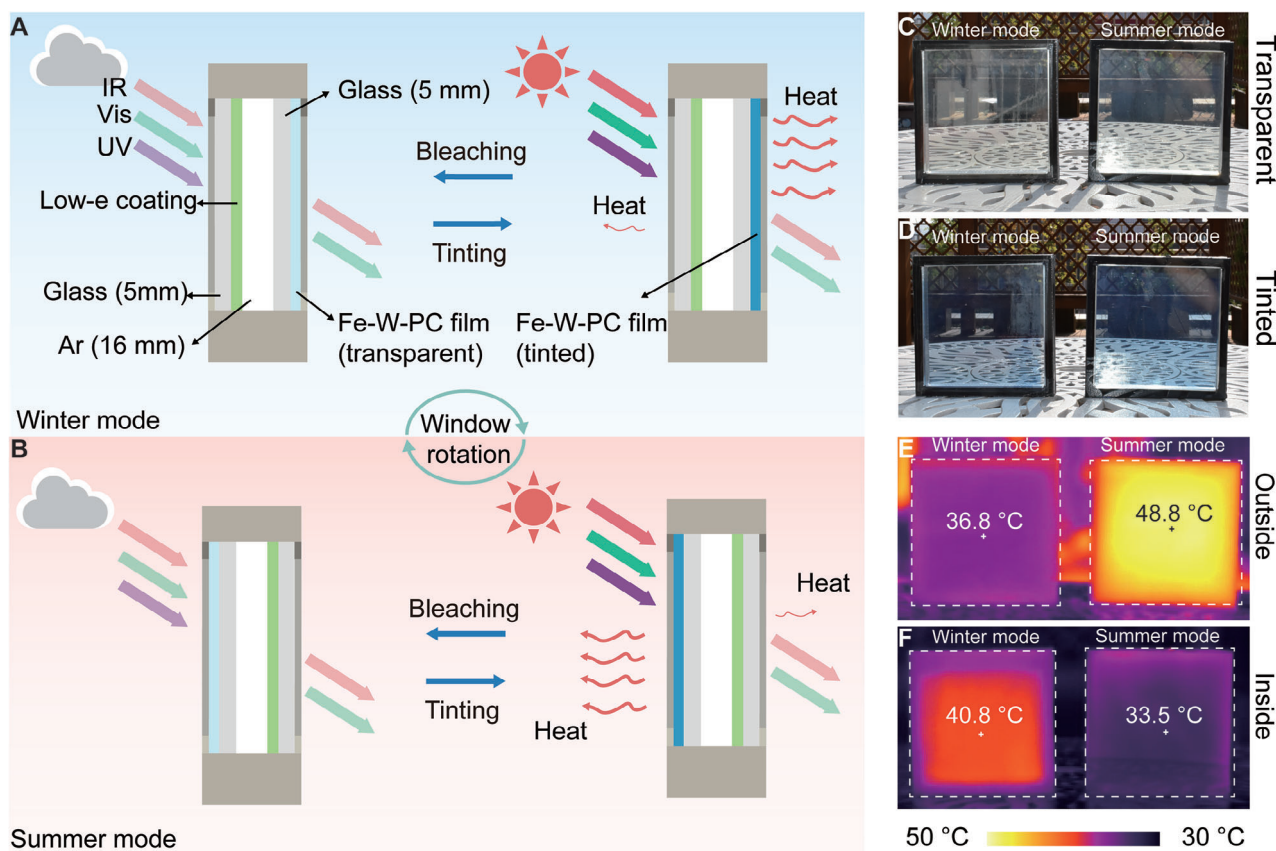 A
IR
Vis
UV
Low-e coating
Glass (5mm)
Ar (16 mm)
Glass (5 mm)
Fe-W-PC film
(transparent)
Bleaching
Tinting
Heat
Heat
Fe-W-PC film
(tinted)
Winter mode
Window
rotation
B
Bleaching
Tinting
Heat
Heat
Summer mode
C
Winter mode
Summer mode
Transparent
D
Winter mode
Summer mode
Tinted
E
Winter mode
Summer mode
36.8 °C
48.8 °C
Outside
F
Winter mode
Summer mode
40.8 °C
33.5 °C
Inside
50 °C
30 °C